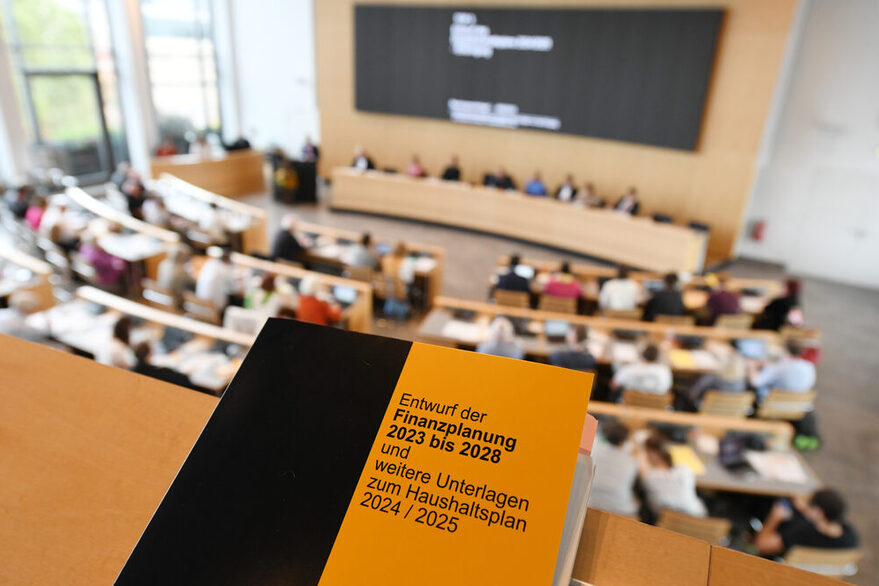 Entwurf der
Finanzplanung
2023 bis 2028
und
weitere Unterlagen
zum Haushaltsplan
2024 / 2025